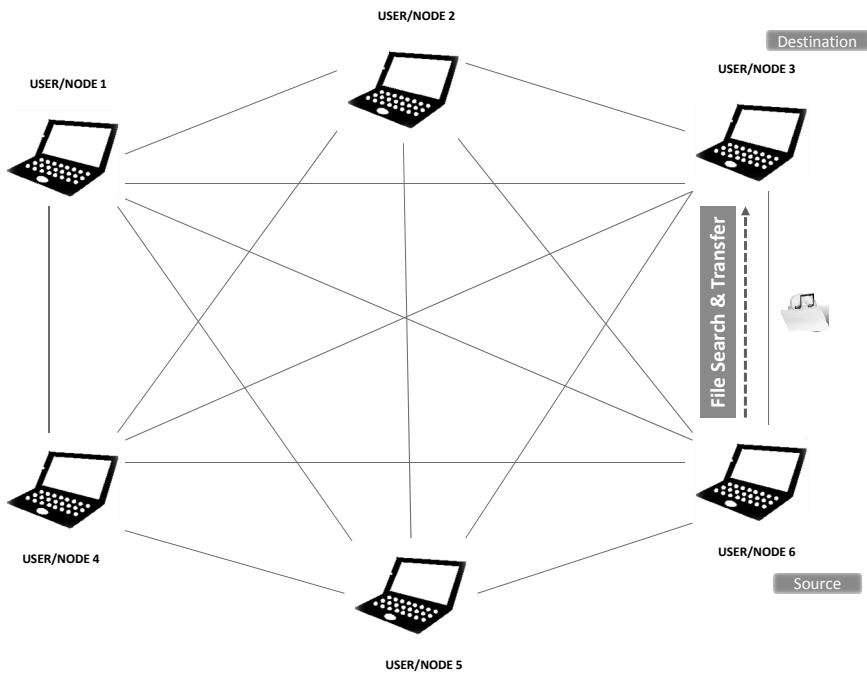 USER/NODE 2
Destination
USER/NODE 3
USER/NODE 1
File Search & Transfer
USER/NODE 4
USER/NODE 6
Source
USER/NODE 5